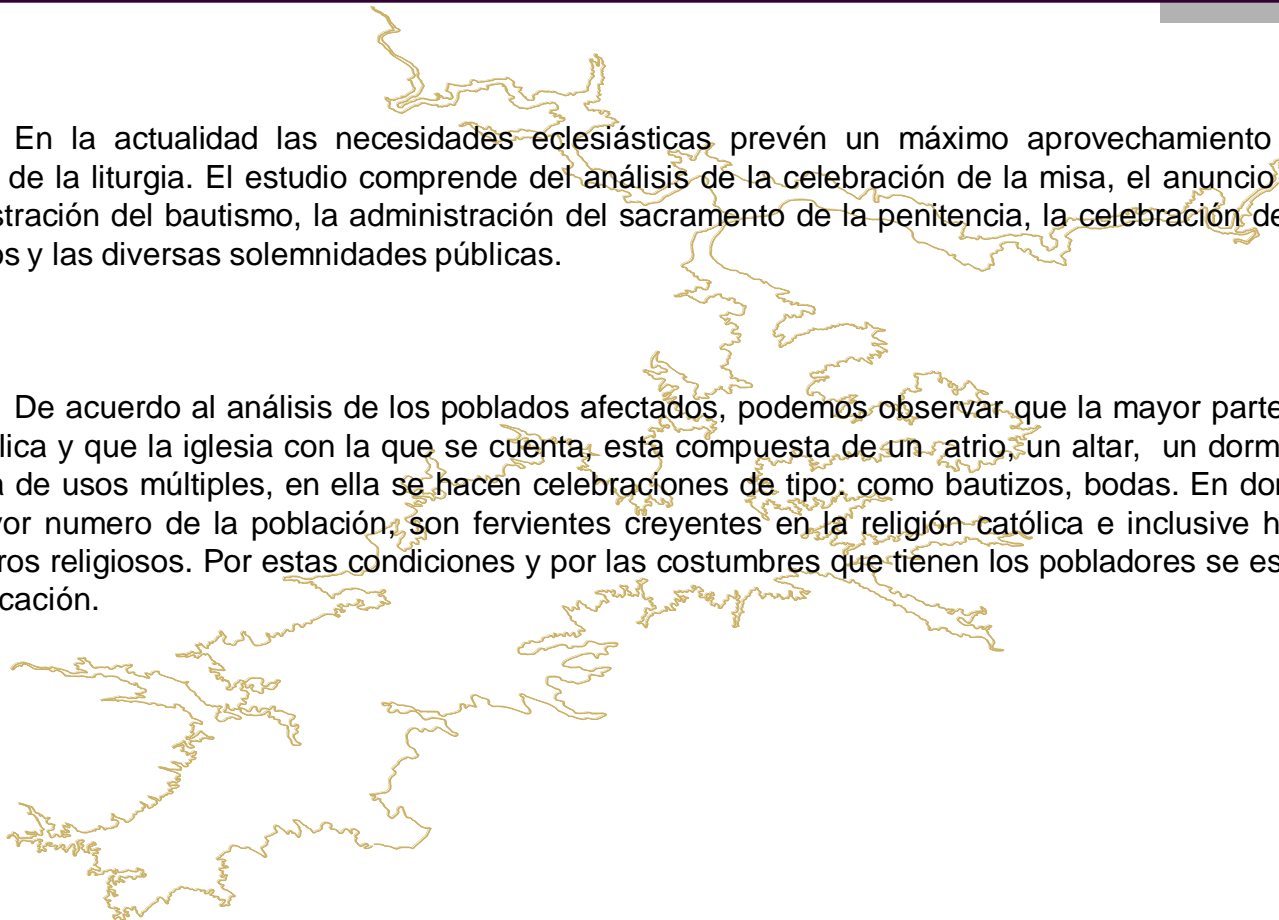 En la actualidad las necesidades eclesiásticas prevén un máximo aprovechamiento
de la liturgia. El estudio comprende del análisis de la celebración de la misa, el anuncio
stración del bautismo, la administración del sacramento de la penitencia, la celebración de
os y las diversas solemnidades públicas.
De acuerdo al análisis de los poblados afectados, podemos observar que la mayor parte
lica y que la iglesia con la que se cuenta, esta compuesta de un atrio, un altar, un dorm
a de usos múltiples, en ella se hacen celebraciones de tipo: como bautizos, bodas. En don
yor numero de la población, son fervientes creyentes en la religión católica e inclusive h
ros religiosos. Por estas condiciones y por las costumbres que tienen los pobladores se es
cación.